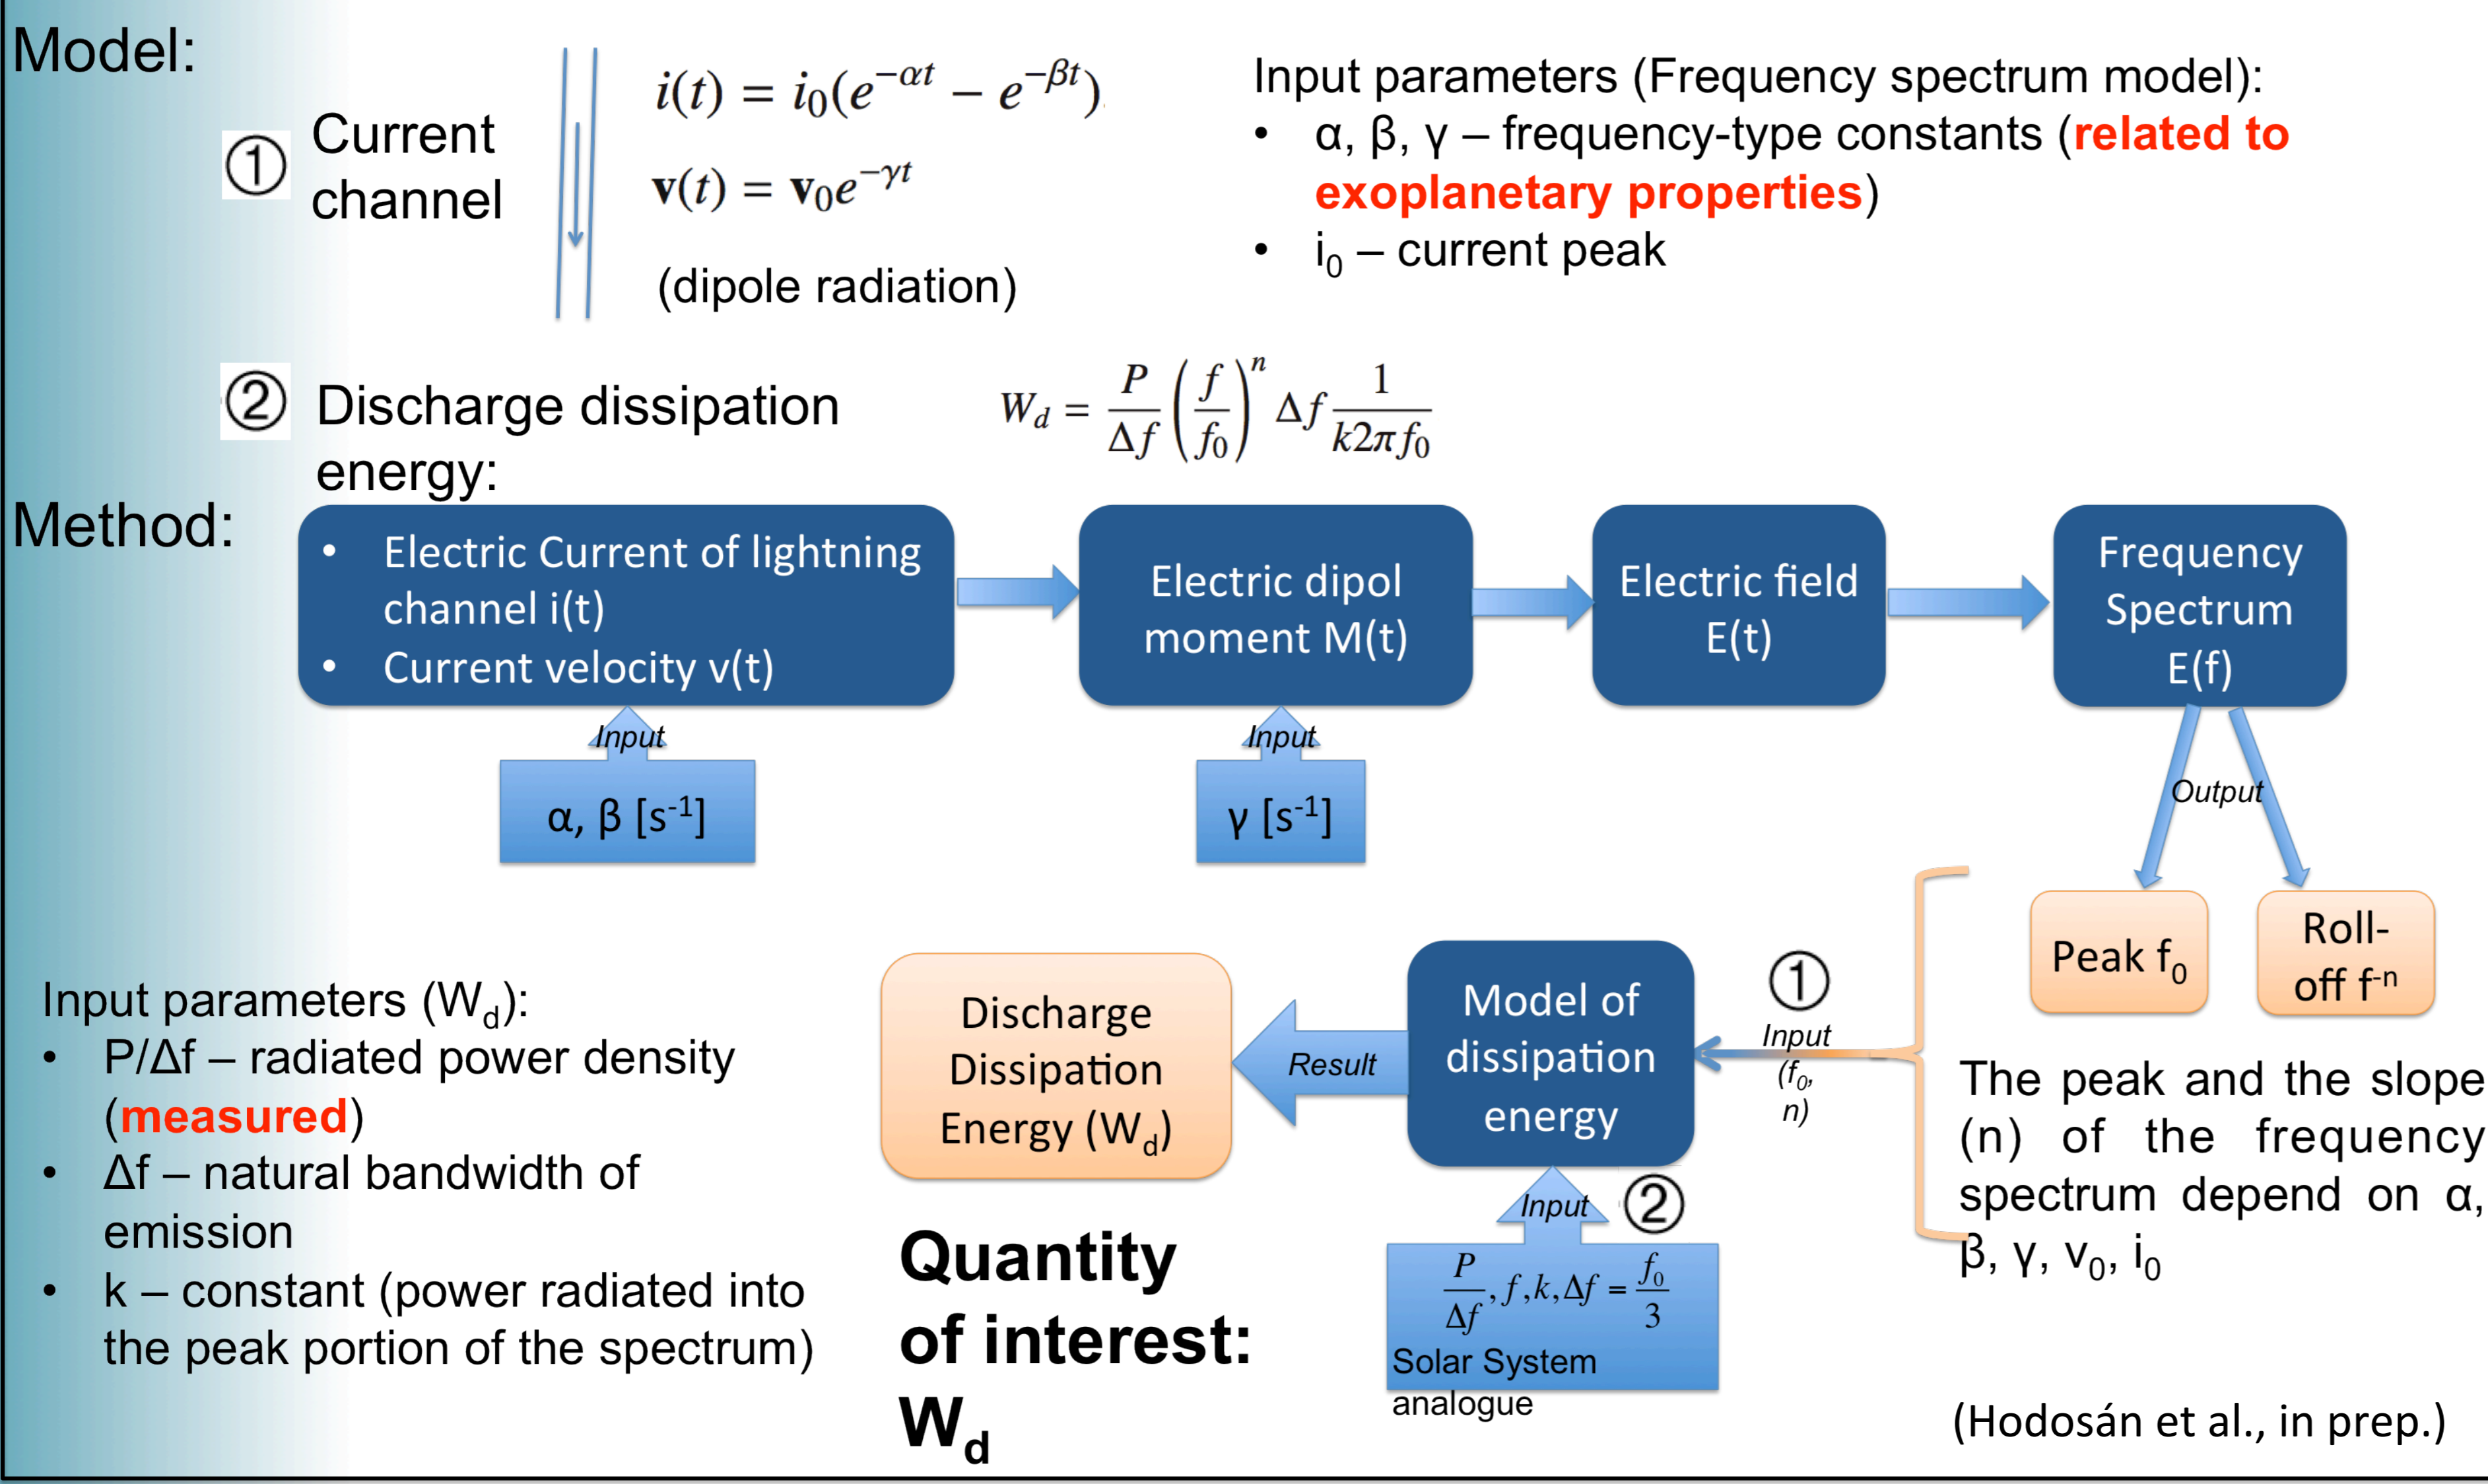 Model:
①
Current
channel
i(t) = i₀(e^{-αt} − e^{-βt}).
v(t) = v₀e^{-γt}
(dipole radiation)
Input parameters (Frequency spectrum model):
• α, β, γ – frequency-type constants (related to
exoplanetary properties)
• i₀ – current peak
②
Discharge dissipation
energy:
W_d = P/Δf (f/f₀)^n Δf 1/(k2πf₀)
Method:
• Electric Current of lightning
channel i(t)
• Current velocity v(t)
Electric dipol
moment M(t)
Electric field
E(t)
Frequency
Spectrum
E(f)
Input
α, β [s⁻¹]
Input
γ [s⁻¹]
Output
Peak f₀
Roll-
off f⁻ⁿ
①
Input
(f₀,
n)
Model of
dissipation
energy
Result
Discharge
Dissipation
Energy (W_d)
Input
②
P/Δf, f, k, Δf = f₀/3
Solar System
analogue
The peak and the slope
(n) of the frequency
spectrum depend on α,
β, γ, v₀, i₀
Input parameters (W_d):
• P/Δf – radiated power density
(measured)
• Δf – natural bandwidth of
emission
• k – constant (power radiated into
the peak portion of the spectrum)
Quantity
of interest:
W_d
(Hodosán et al., in prep.)